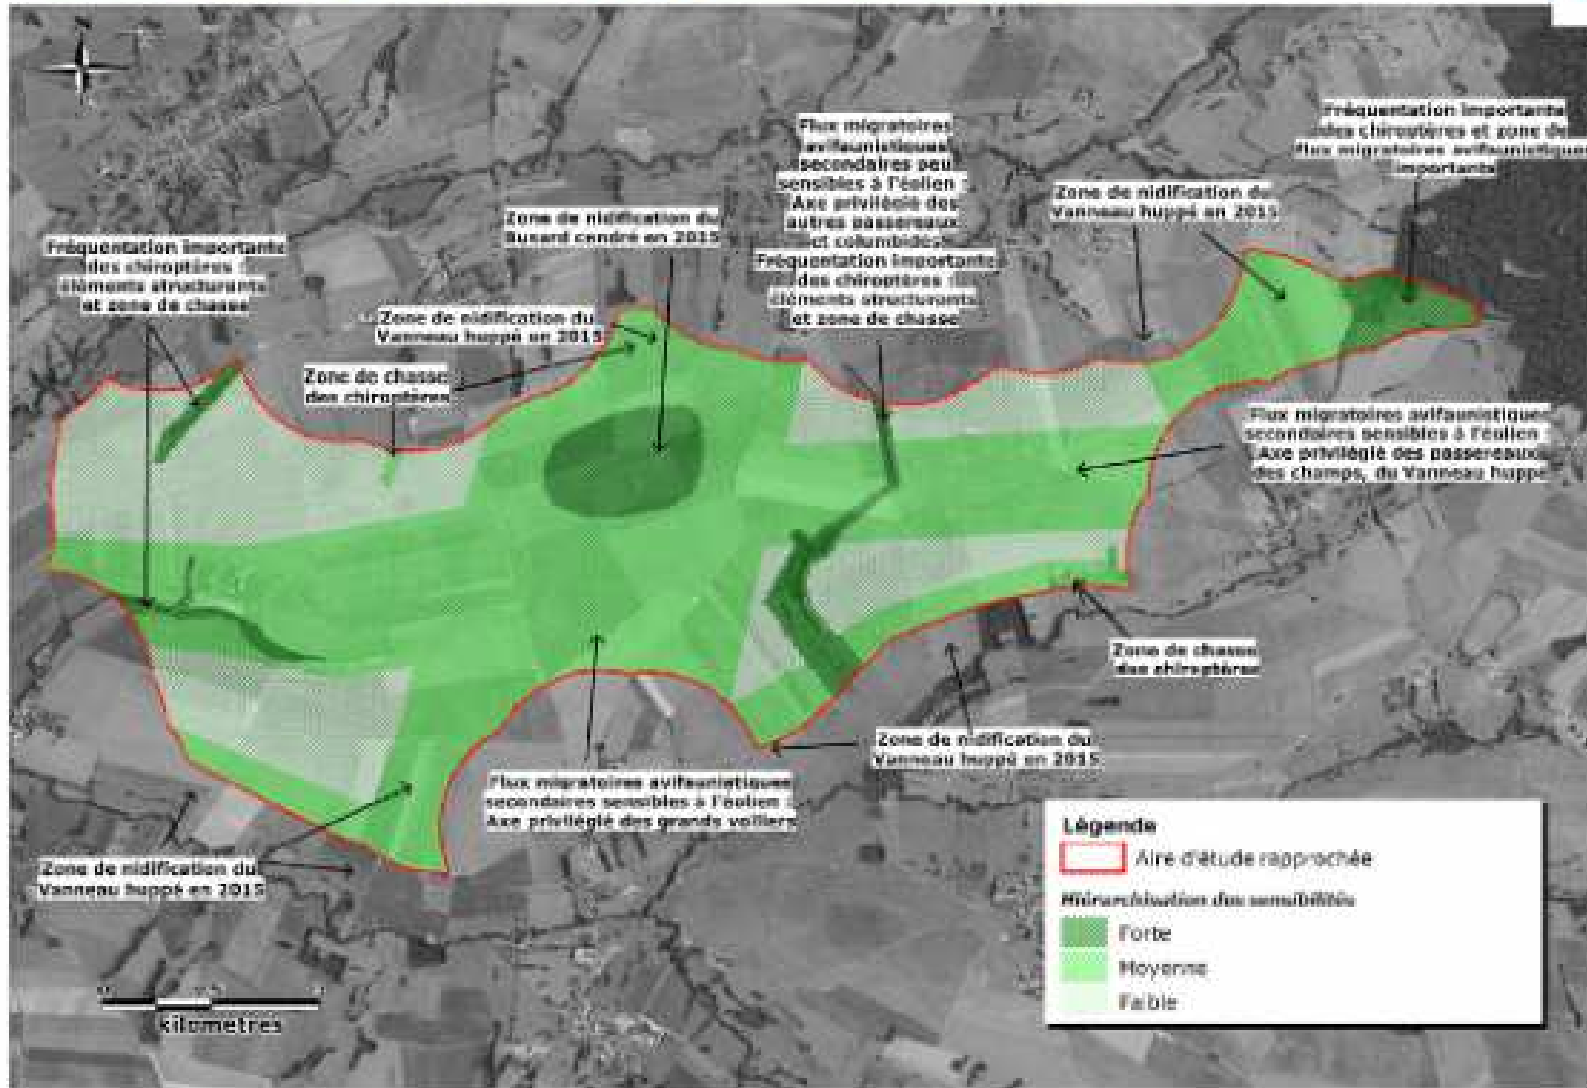 Flux migratoires
avifaunistiques
secondaires peu
sensibles à l'éolien :
Axe privilégié des
autres passereaux
et columbidés
Fréquentation importante
des chiroptères :
éléments structurants
et zone de chasse
Fréquentation importante
des chiroptères et zone de
flux migratoires avifaunistiques
importants
Zone de nidification du
Vanneau huppé en 2015
Zone de nidification du
Busard cendré en 2015
Fréquentation importante
des chiroptères :
éléments structurants
et zone de chasse
Zone de nidification du
Vanneau huppé en 2015
Zone de chasse
des chiroptères
Flux migratoires avifaunistiques
secondaires sensibles à l'éolien :
Axe privilégié des passereaux
des champs, du Vanneau huppé
Zone de chasse
des chiroptères
Zone de nidification du
Vanneau huppé en 2015
Flux migratoires avifaunistiques
secondaires sensibles à l'éolien :
Axe privilégié des grands voiliers
Zone de nidification du
Vanneau huppé en 2015
Légende
Aire d'étude rapprochée
Hiérarchisation des sensibilités
Forte
Moyenne
Faible
kilomètres